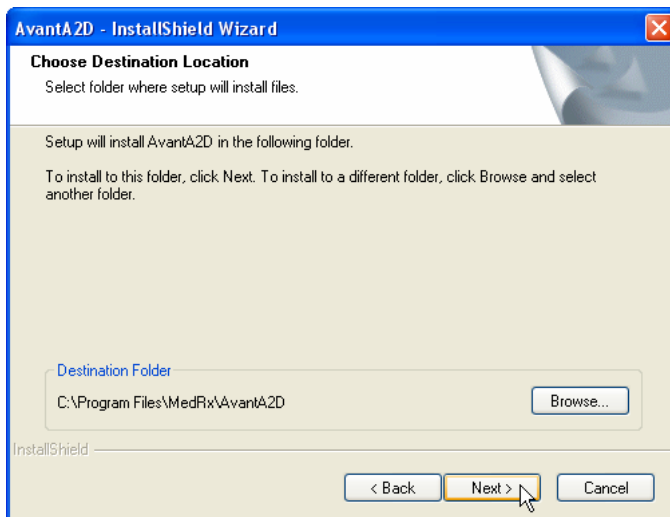 AvantA2D - InstallShield Wizard
Choose Destination Location
Select folder where setup will install files.
Setup will install AvantA2D in the following folder.
To install to this folder, click Next. To install to a different folder, click Browse and select
another folder.
Destination Folder
C:\Program Files\MedRx\AvantA2D
Browse...
InstallShield
< Back
Next >
Cancel